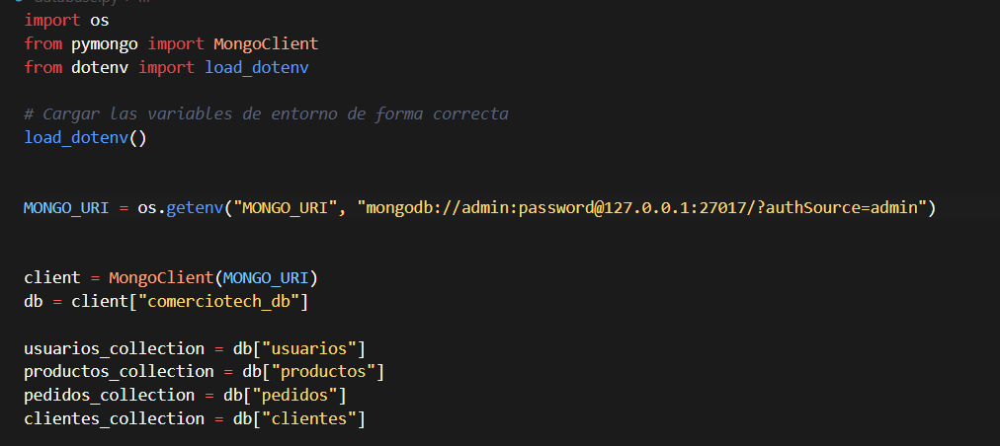 import os
from pymongo import MongoClient
from dotenv import load_dotenv
# Cargar las variables de entorno de forma correcta
load_dotenv()
MONGO_URI = os.getenv("MONGO_URI", "mongodb://admin:password@127.0.0.1:27017/?authSource=admin")
client = MongoClient(MONGO_URI)
db = client["comerciotech_db"]
usuarios_collection = db["usuarios"]
productos_collection = db["productos"]
pedidos_collection = db["pedidos"]
clientes_collection = db["clientes"]